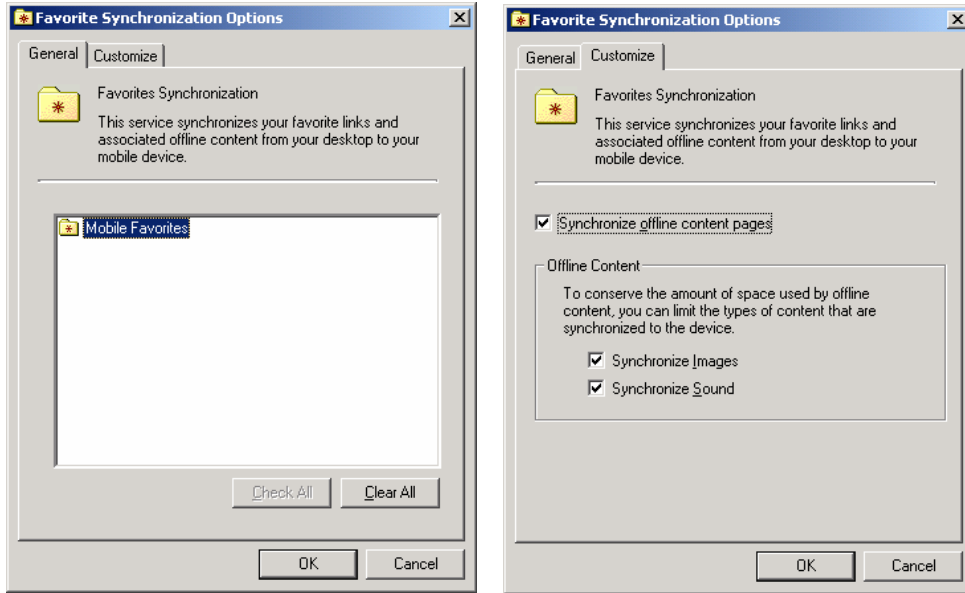 Favorite Synchronization Options
General
Customize
Favorites Synchronization
This service synchronizes your favorite links and
associated offline content from your desktop to your
mobile device.
Mobile Favorites
Check All
Clear All
OK
Cancel
Favorite Synchronization Options
General
Customize
Favorites Synchronization
This service synchronizes your favorite links and
associated offline content from your desktop to your
mobile device.
Synchronize offline content pages
Offline Content
To conserve the amount of space used by offline
content, you can limit the types of content that are
synchronized to the device.
Synchronize Images
Synchronize Sound
OK
Cancel